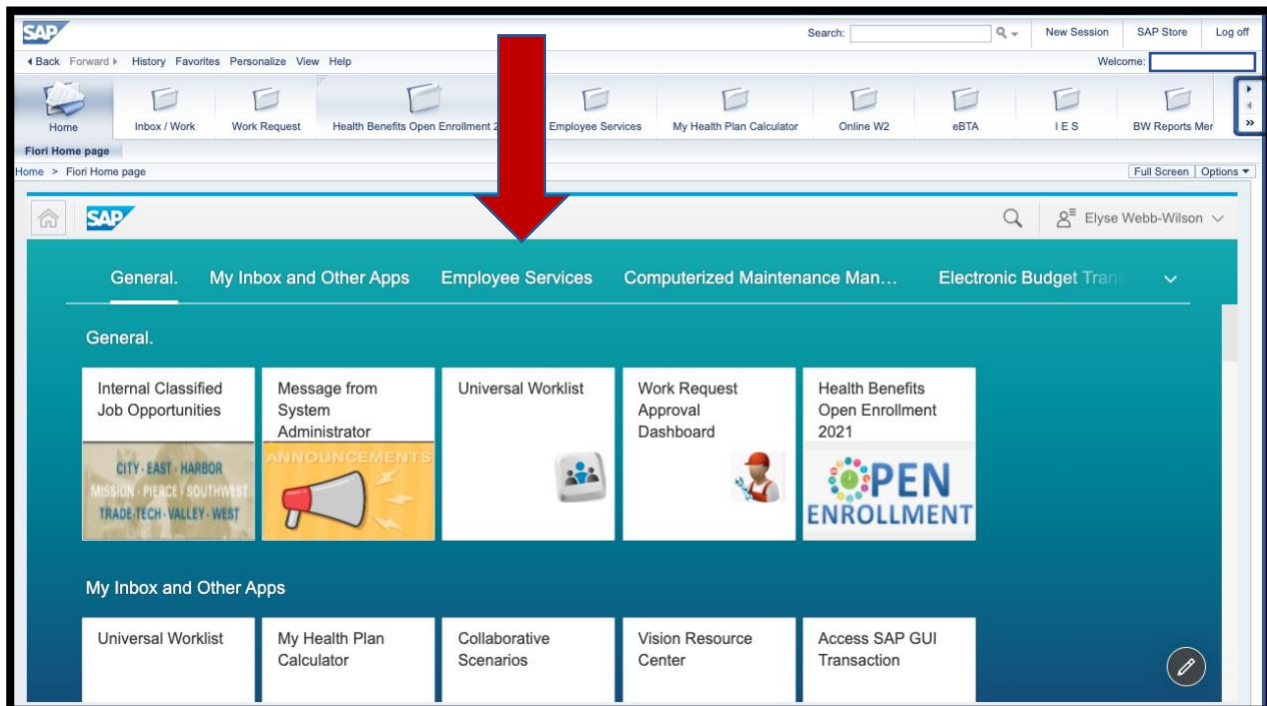 SAP
Search:
New Session SAP Store Log off
Back Forward History Favorites Personalize View Help
Welcome:
Home Inbox / Work Work Request Health Benefits Open Enrollment 2 Employee Services My Health Plan Calculator Online W2 eBTA I E S BW Reports Mer
Fiori Home page
Home > Fiori Home page
Full Screen Options
SAP
Elyse Webb-Wilson
General. My Inbox and Other Apps Employee Services Computerized Maintenance Man... Electronic Budget Trans
General.
Internal Classified
Job Opportunities
CITY · EAST · HARBOR
MISSION · PIERCE · SOUTHWEST
TRADE-TECH · VALLEY · WEST
Message from
System
Administrator
ANNOUNCEMENTS
Universal Worklist
Work Request
Approval
Dashboard
Health Benefits
Open Enrollment
2021
OPEN
ENROLLMENT
My Inbox and Other Apps
Universal Worklist
My Health Plan
Calculator
Collaborative
Scenarios
Vision Resource
Center
Access SAP GUI
Transaction